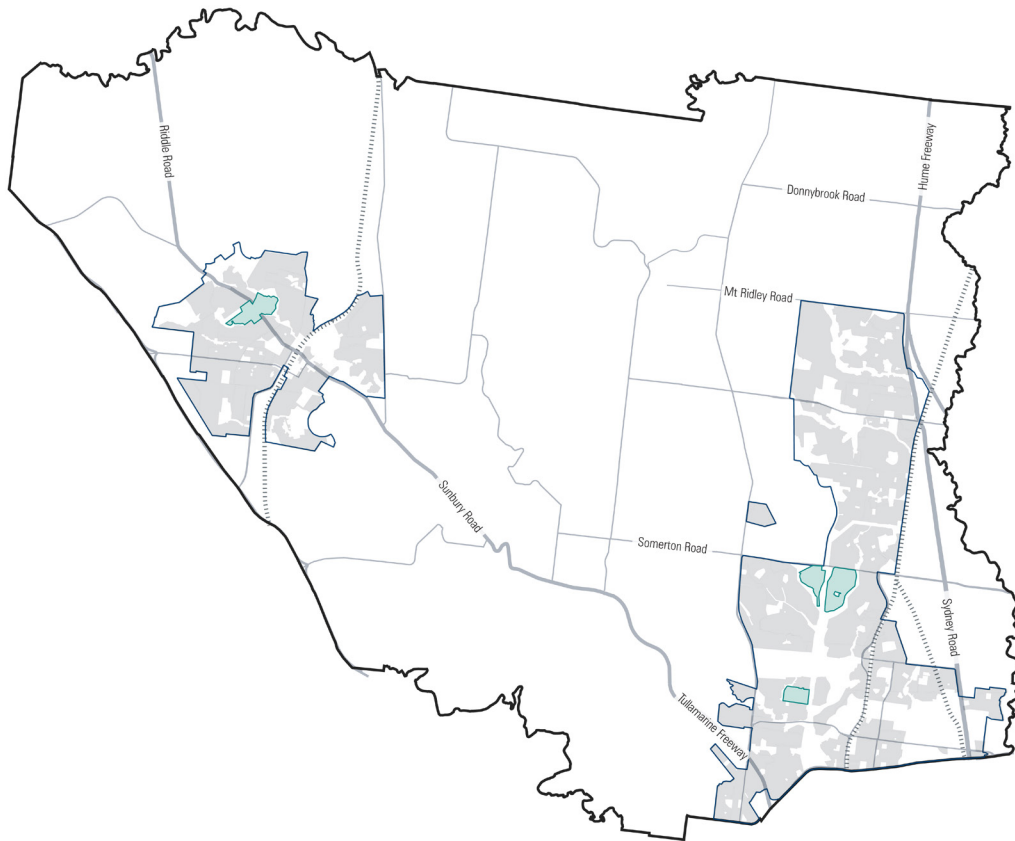 Riddle Road
Hume Freeway
Donnybrook Road
Mt Ridley Road
Sunbury Road
Somerton Road
Sydney Road
Tullamarine Freeway